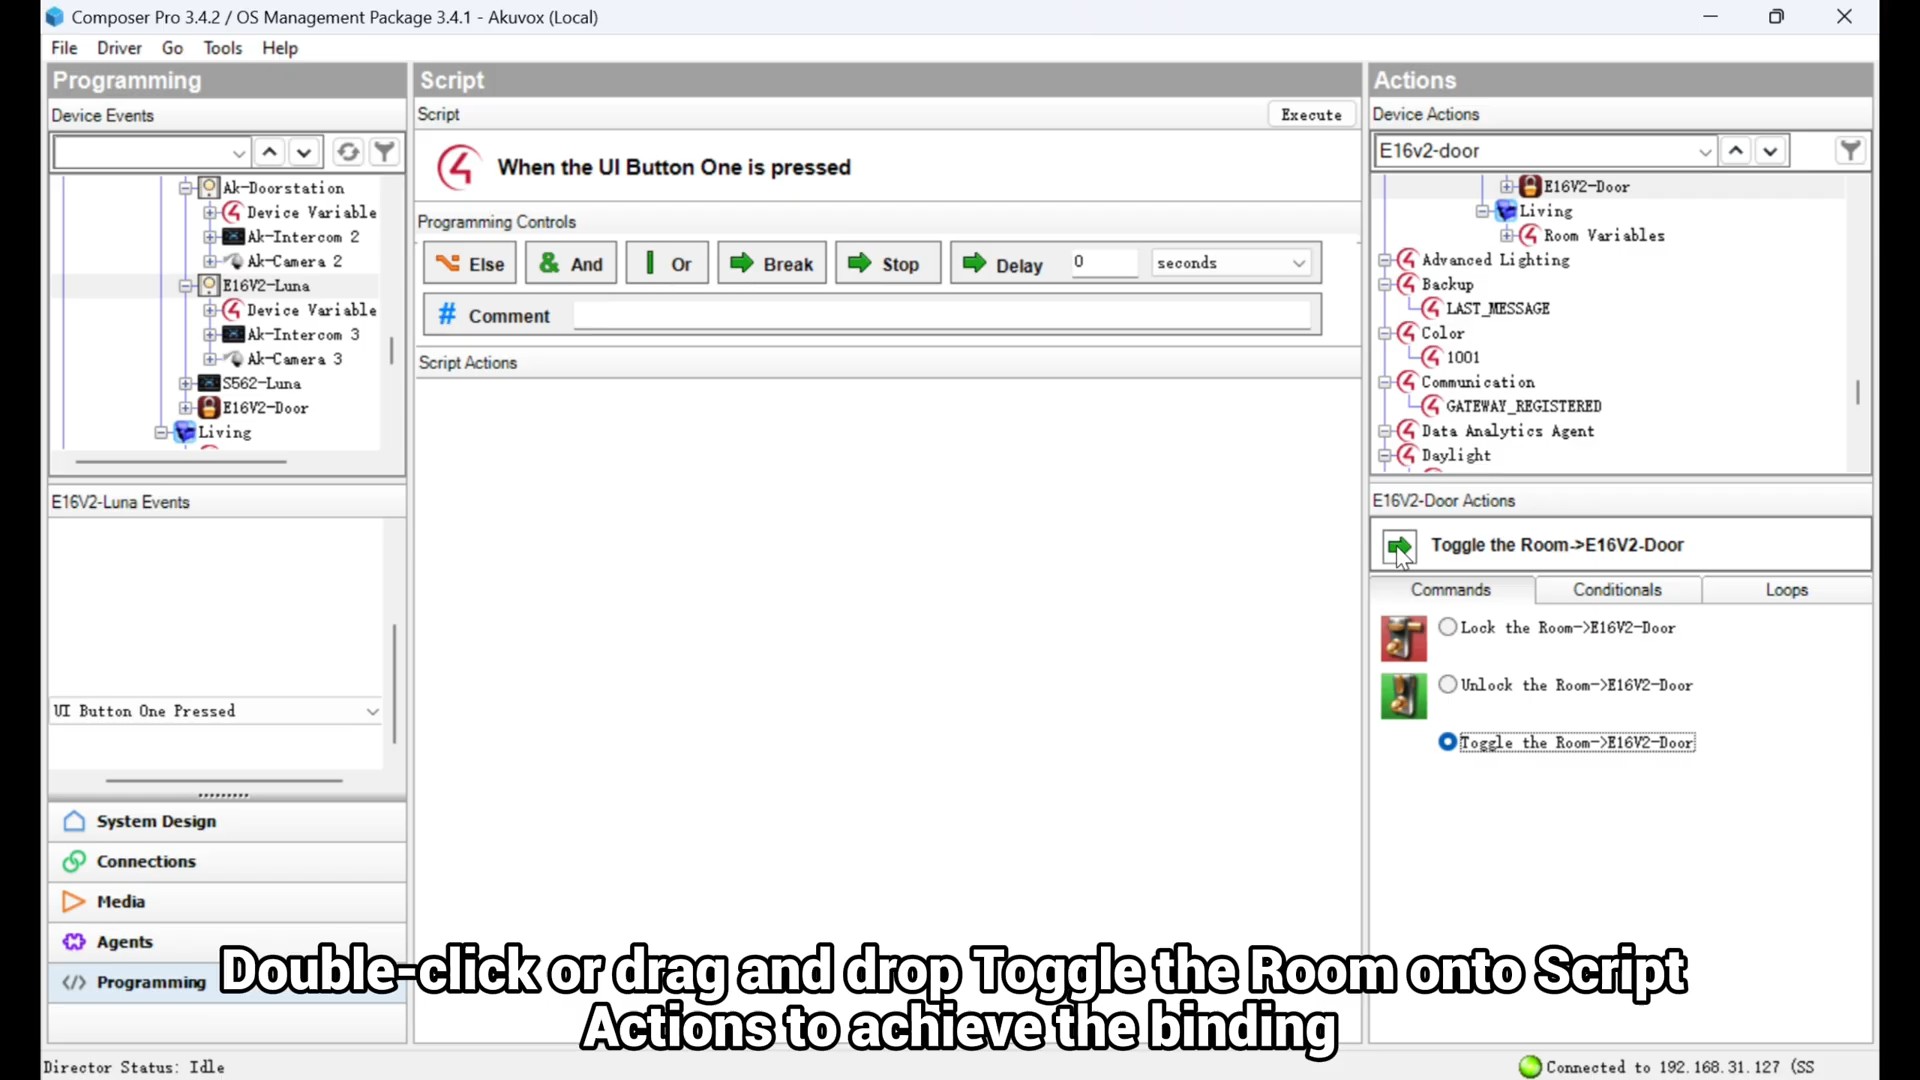 Composer Pro 3.4.2 / OS Management Package 3.4.1 - Akuvox (Local)
File Driver Go Tools Help
Programming
Device Events
Ak-Doorstation
Device Variable
Ak-Intercom 2
Ak-Camera 2
E16V2-Luna
Device Variable
Ak-Intercom 3
Ak-Camera 3
S562-Luna
E16V2-Door
Living
E16V2-Luna Events
UI Button One Pressed
System Design
Connections
Media
Agents
Programming
Script
Script
Execute
When the UI Button One is pressed
Programming Controls
Else
& And
Or
Break
Stop
Delay
0
seconds
# Comment
Script Actions
Actions
Device Actions
E16v2-door
E16V2-Door
Living
Room Variables
Advanced Lighting
Backup
LAST_MESSAGE
Color
1001
Communication
GATEWAY_REGISTERED
Data Analytics Agent
Daylight
E16V2-Door Actions
Toggle the Room->E16V2-Door
Commands
Conditionals
Loops
Lock the Room->E16V2-Door
Unlock the Room->E16V2-Door
Toggle the Room->E16V2-Door
Double-click or drag and drop Toggle the Room onto Script
Actions to achieve the binding
Director Status: Idle
Connected to 192.168.31.127 (SS